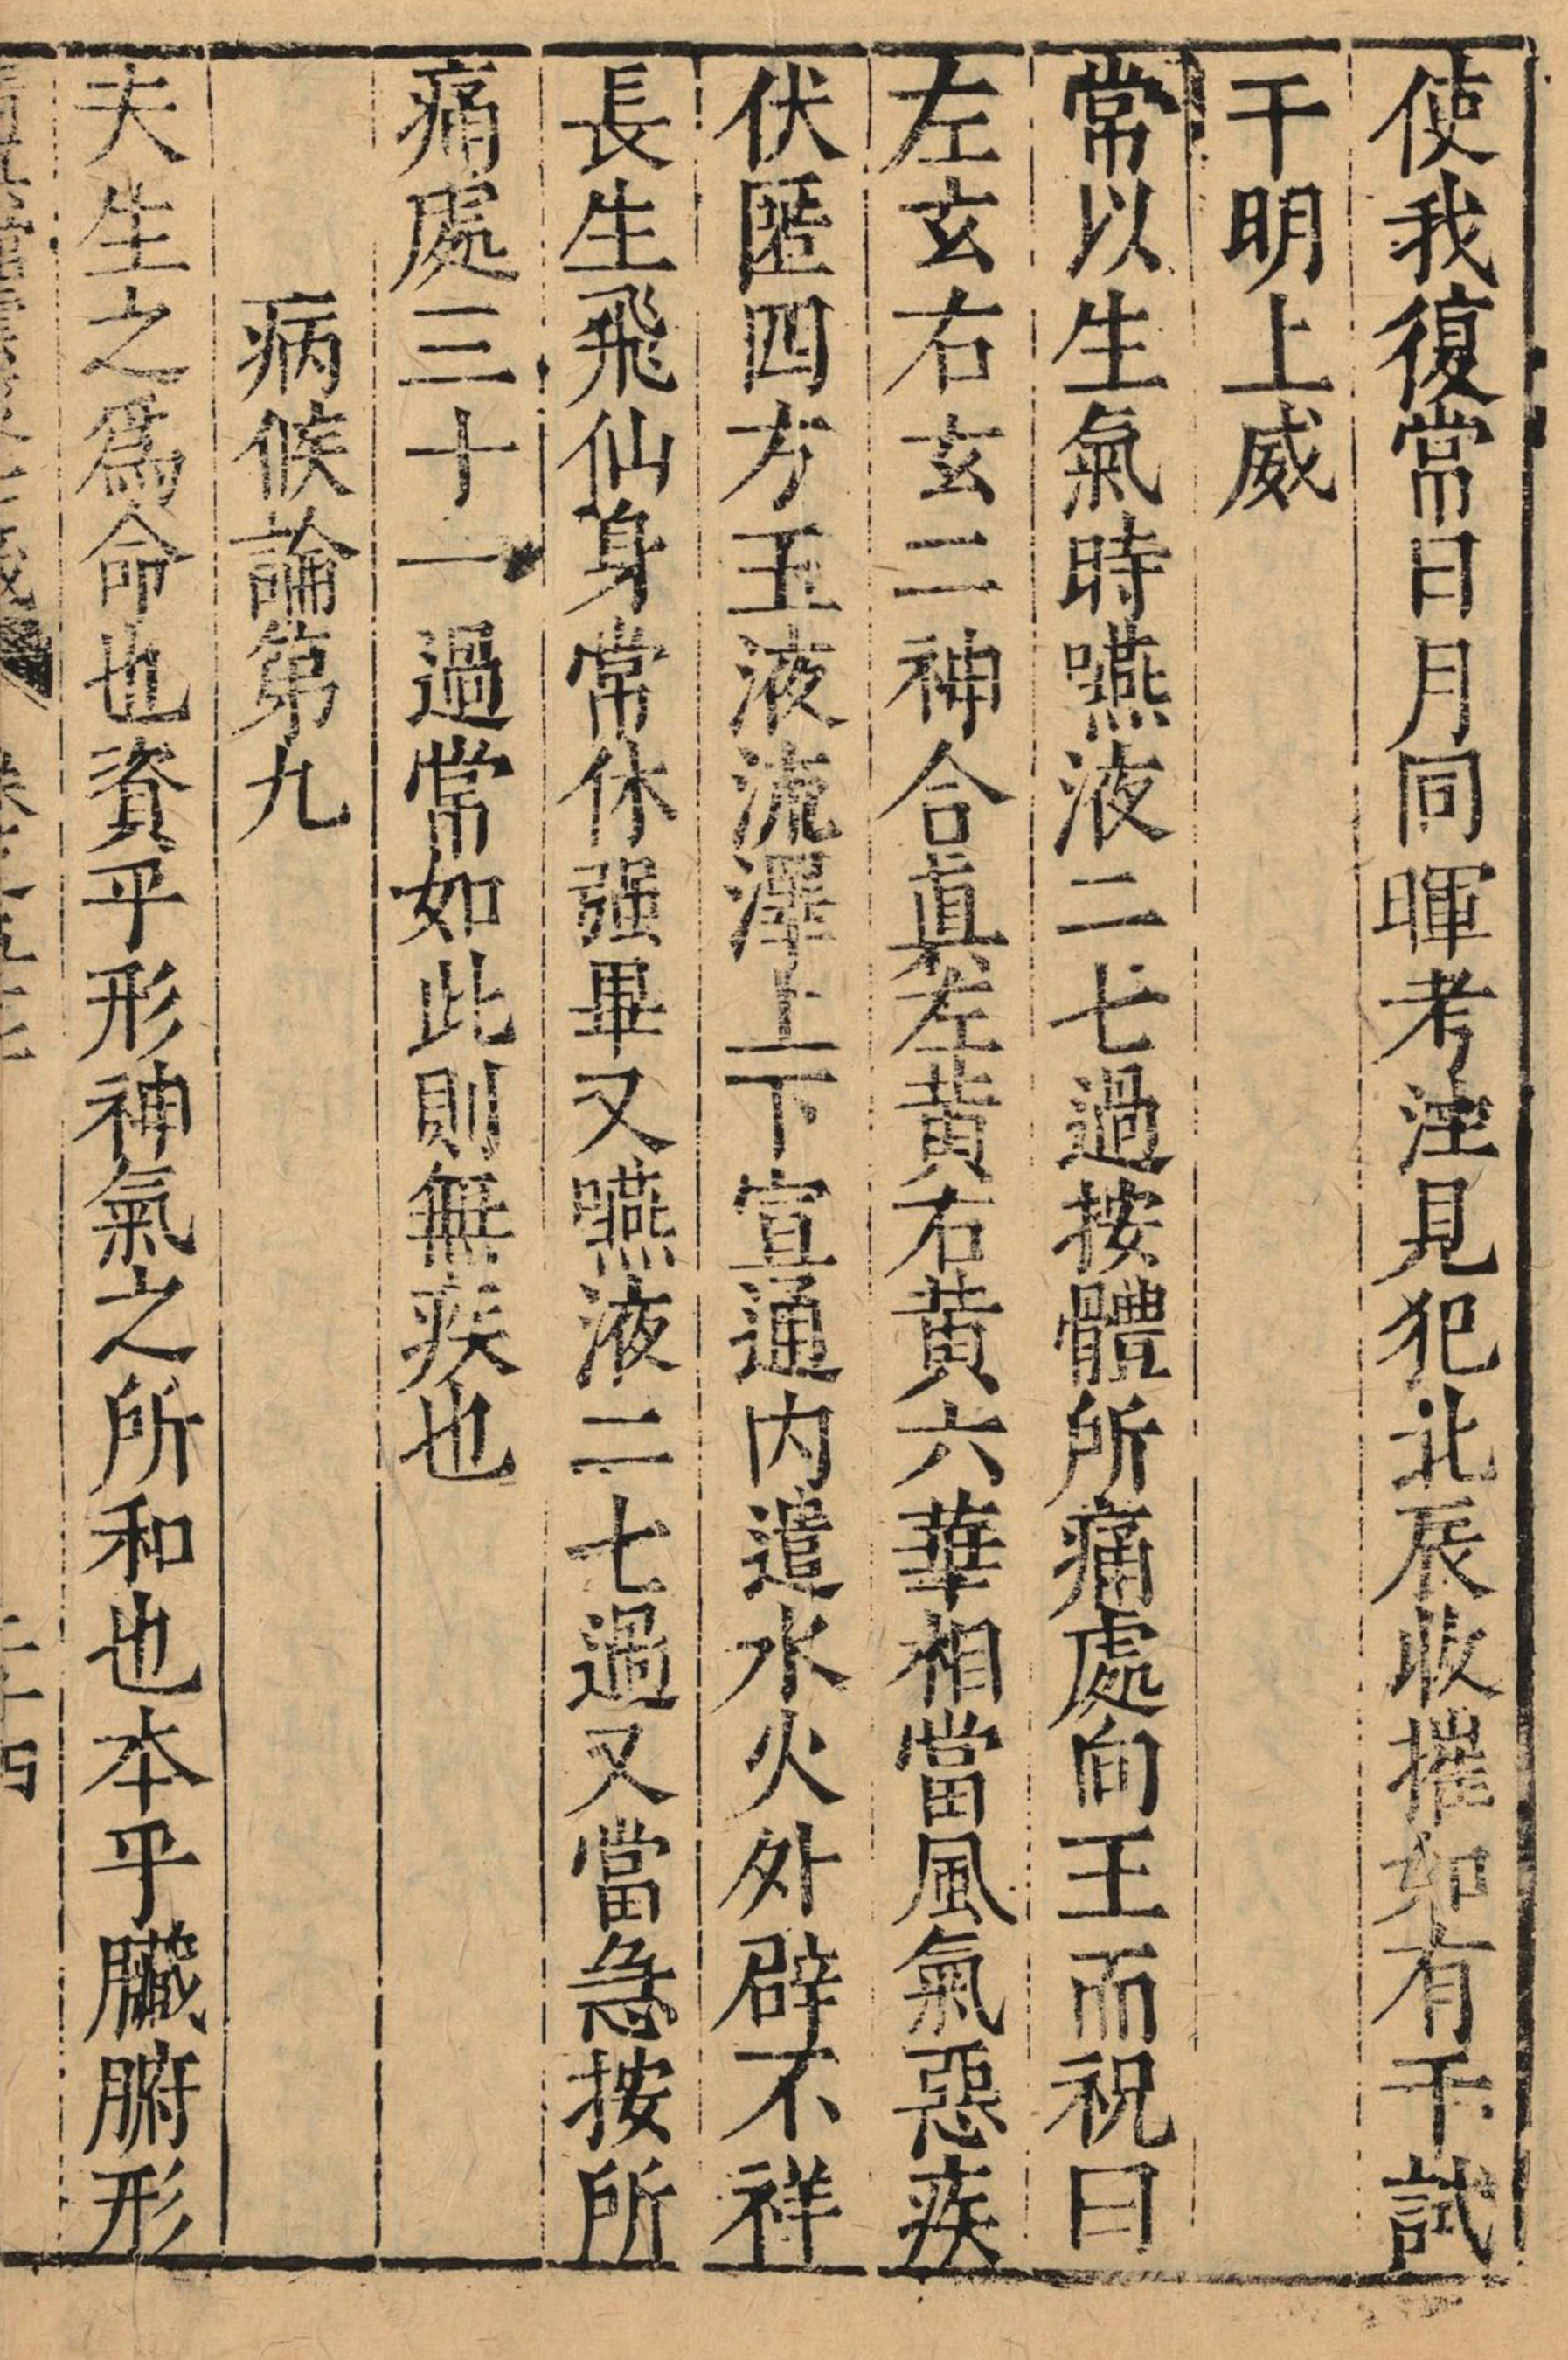 使我復常日月同暉考注見犯北辰收摧如有干試
干明上威
常以生氣時嚥液二七過按體所痛處向王而祝曰
左玄右玄二神合眞左黃右黃六華相當風氣惡疾
伏匿四方玉液流澤上下宣通内遣水火外辟不祥
長生飛仙身常休强畢又嚥液二七過又當急按所
痛處三十一過常如此則無疾也
病候論第九
夫生之爲命也資乎形神氣之所和也本乎臟腑形
二十四